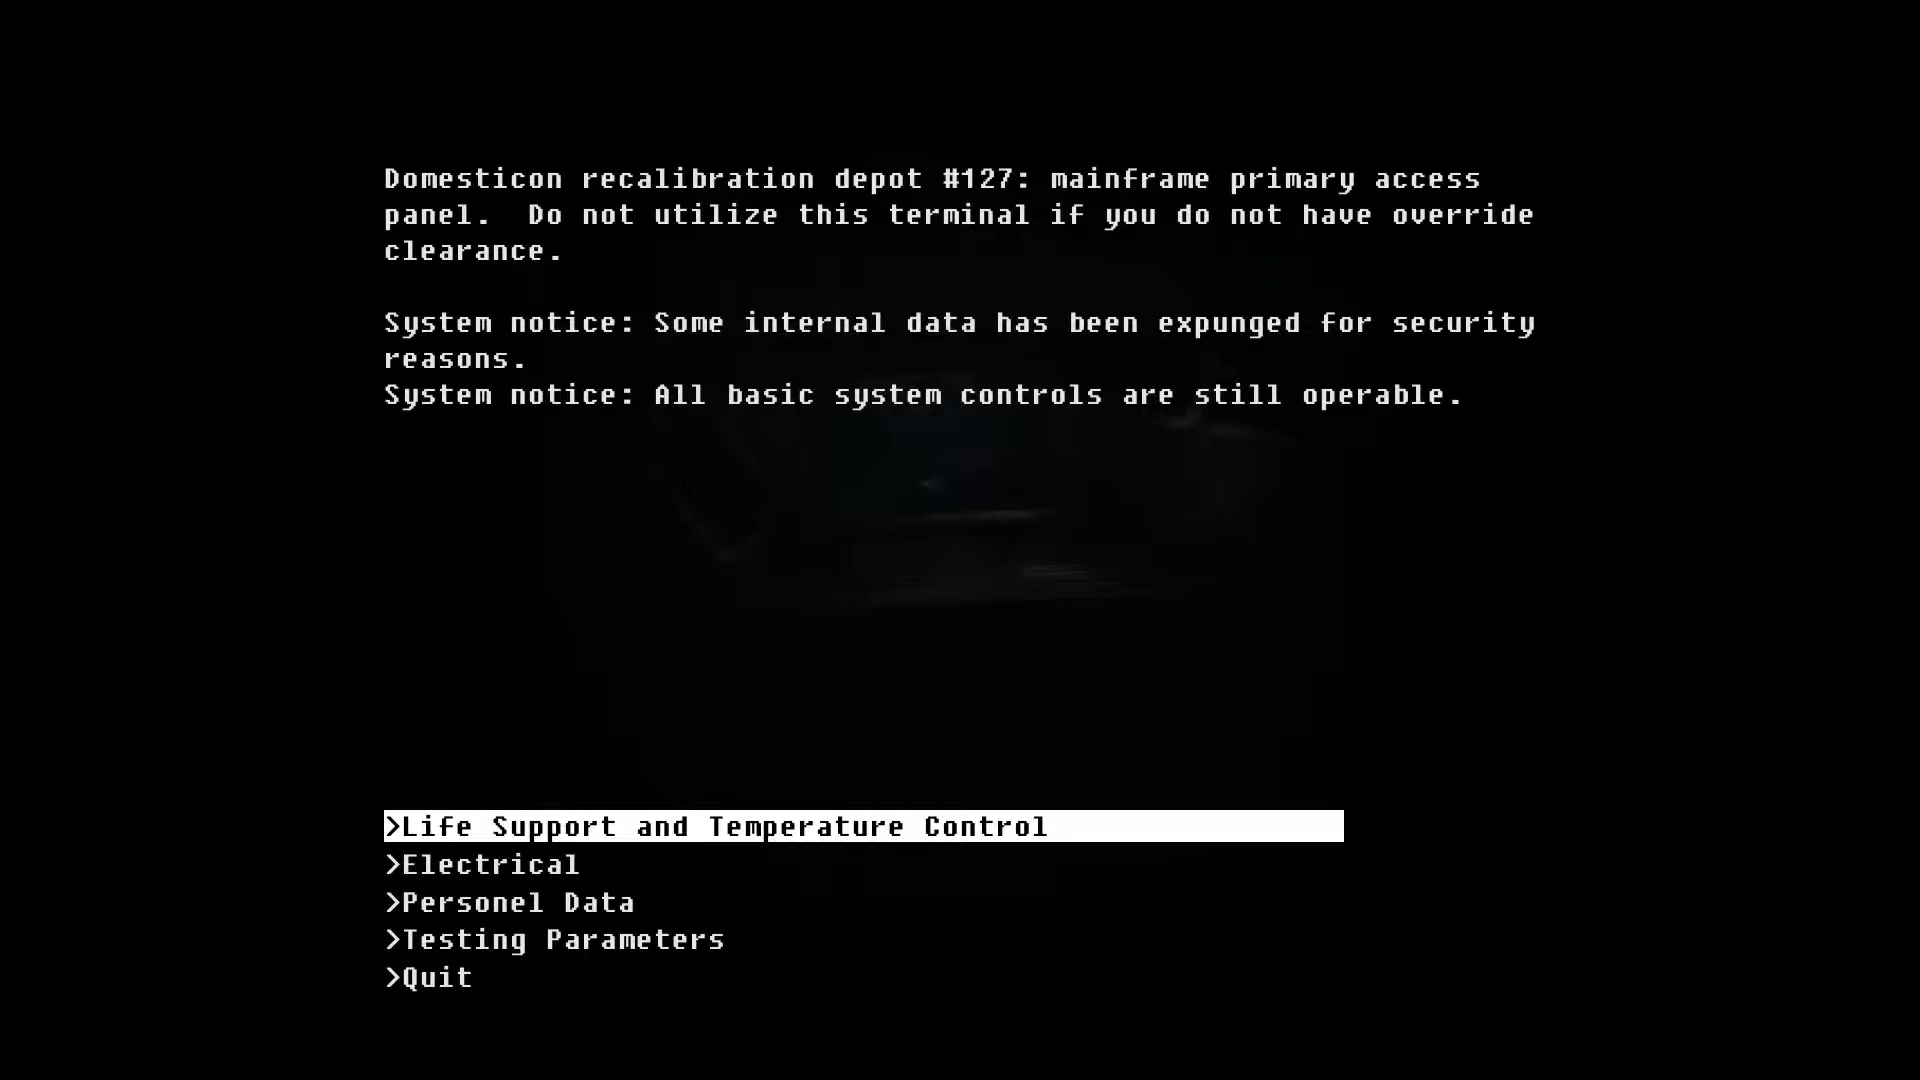 Domesticon recalibration depot #127: mainframe primary access
panel.  Do not utilize this terminal if you do not have override
clearance.
System notice: Some internal data has been expunged for security
reasons.
System notice: All basic system controls are still operable.
>Life Support and Temperature Control
>Electrical
>Personel Data
>Testing Parameters
>Quit